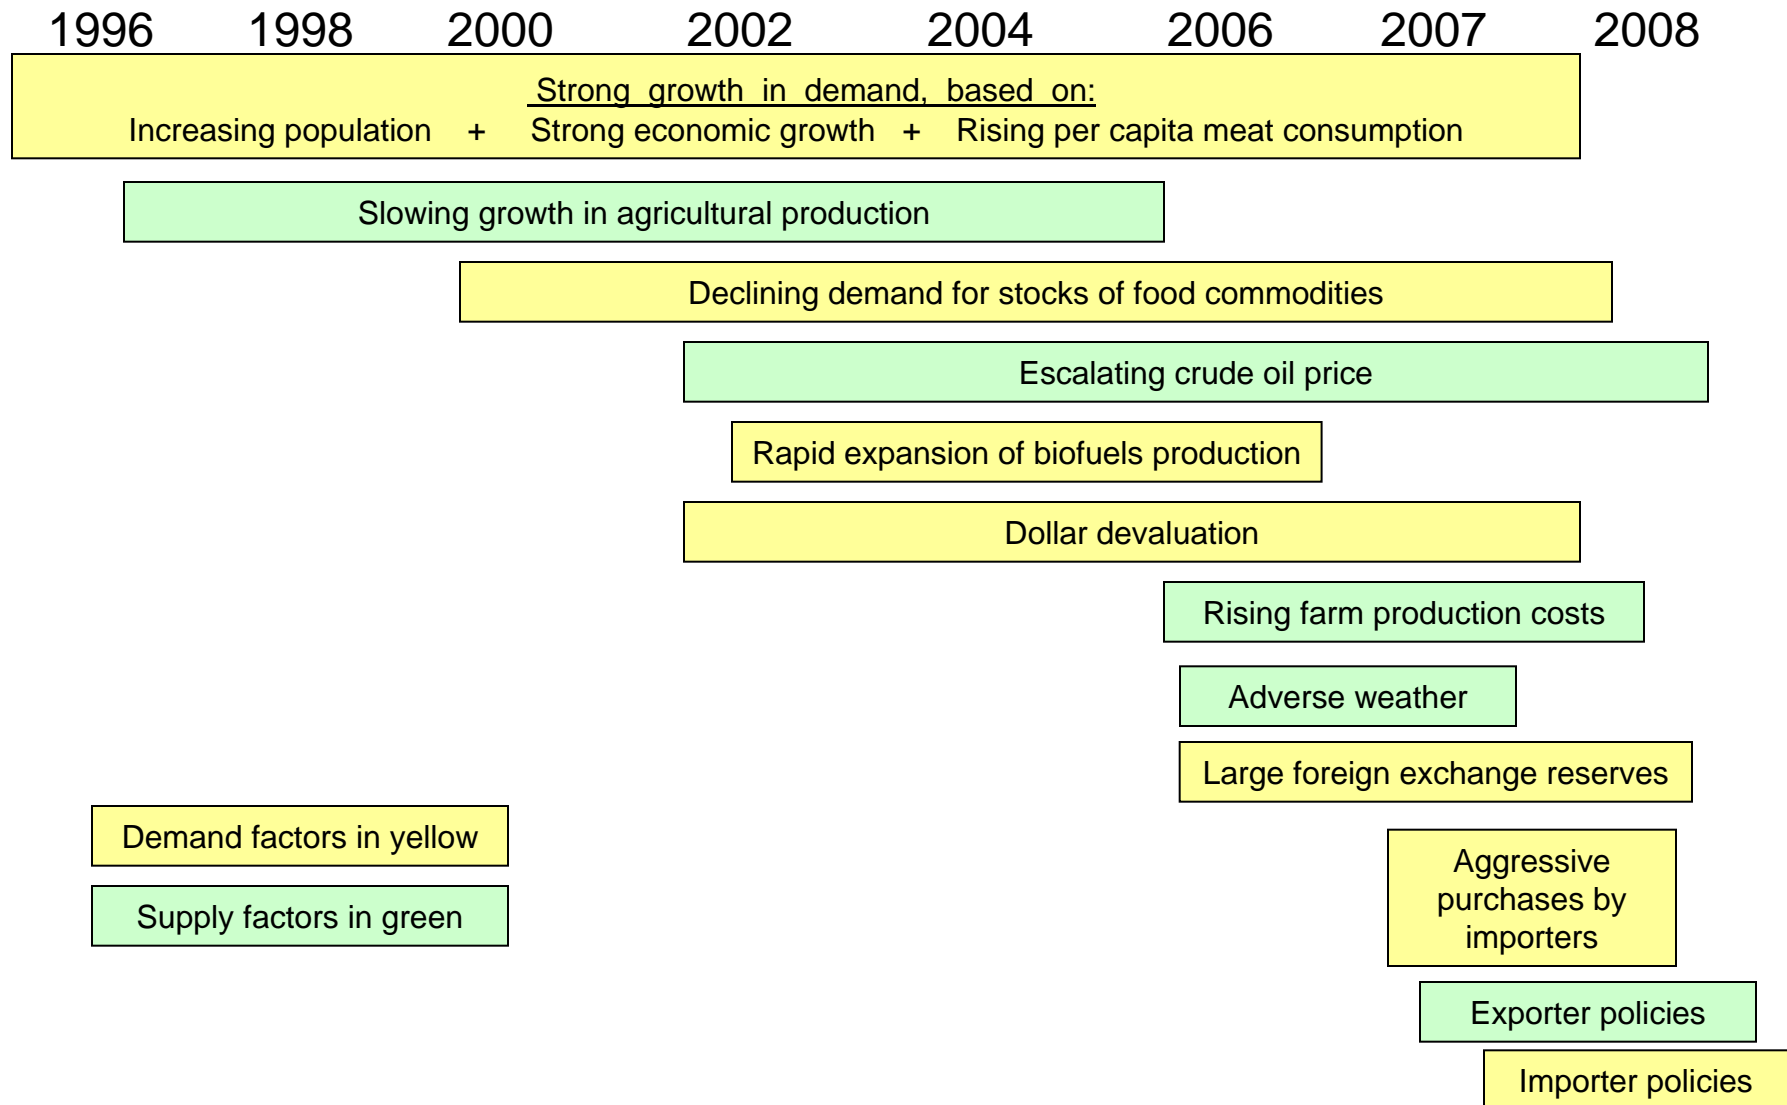 1996 1998 2000 2002 2004 2006 2007 2008
Strong growth in demand, based on:
Increasing population + Strong economic growth + Rising per capita meat consumption
Slowing growth in agricultural production
Declining demand for stocks of food commodities
Escalating crude oil price
Rapid expansion of biofuels production
Dollar devaluation
Rising farm production costs
Adverse weather
Large foreign exchange reserves
Demand factors in yellow
Supply factors in green
Aggressive
purchases by
importers
Exporter policies
Importer policies